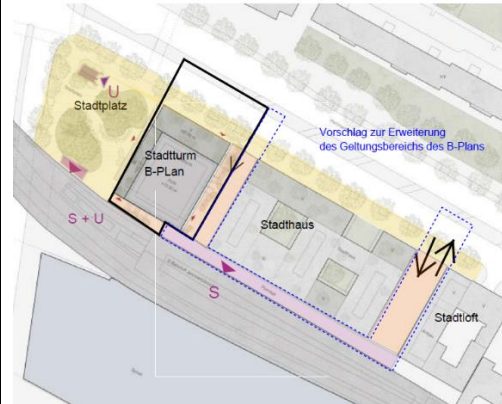 U
Stadtplatz
Stadtturm
B-PLan
Vorschlag zur Erweiterung
des Geltungsbereichs des B-Plans
S + U
Stadthaus
S
Stadtloft